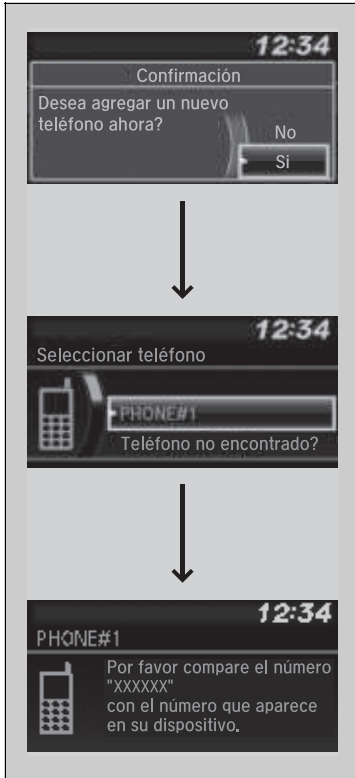 12:34
Confirmación
Desea agregar un nuevo
teléfono ahora?
No
Si
12:34
Seleccionar teléfono
PHONE#1
Teléfono no encontrado?
12:34
PHONE#1
Por favor compare el número
"XXXXXX"
con el número que aparece
en su dispositivo.